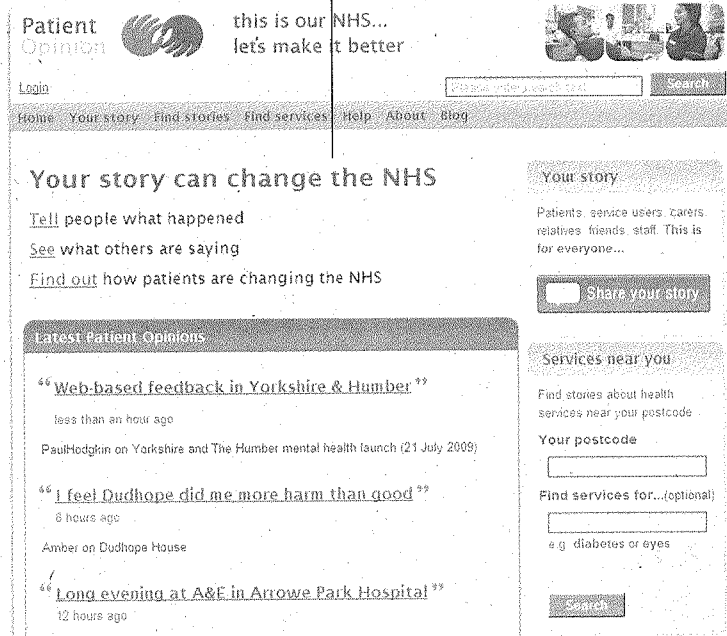 Patient
Opinion
this is our NHS...
let's make it better
Login
Please enter search text
Search
Home Your story Find stories Find services Help About Blog
Your story can change the NHS
Tell people what happened
See what others are saying
Find out how patients are changing the NHS
Latest Patient Opinions
“ Web-based feedback in Yorkshire & Humber ”
less than an hour ago
PaulHodgkin on Yorkshire and The Humber mental health launch (21 July 2009)
“ I feel Dudhope did me more harm than good ”
8 hours ago
Amber on Dudhope House
“ Long evening at A&E in Arrowe Park Hospital ”
12 hours ago
Your story
Patients, service users, carers,
relatives, friends, staff. This is
for everyone...
Share your story
Services near you
Find stories about health
services near your postcode
Your postcode
Find services for...(optional)
e.g. diabetes or eyes
Search